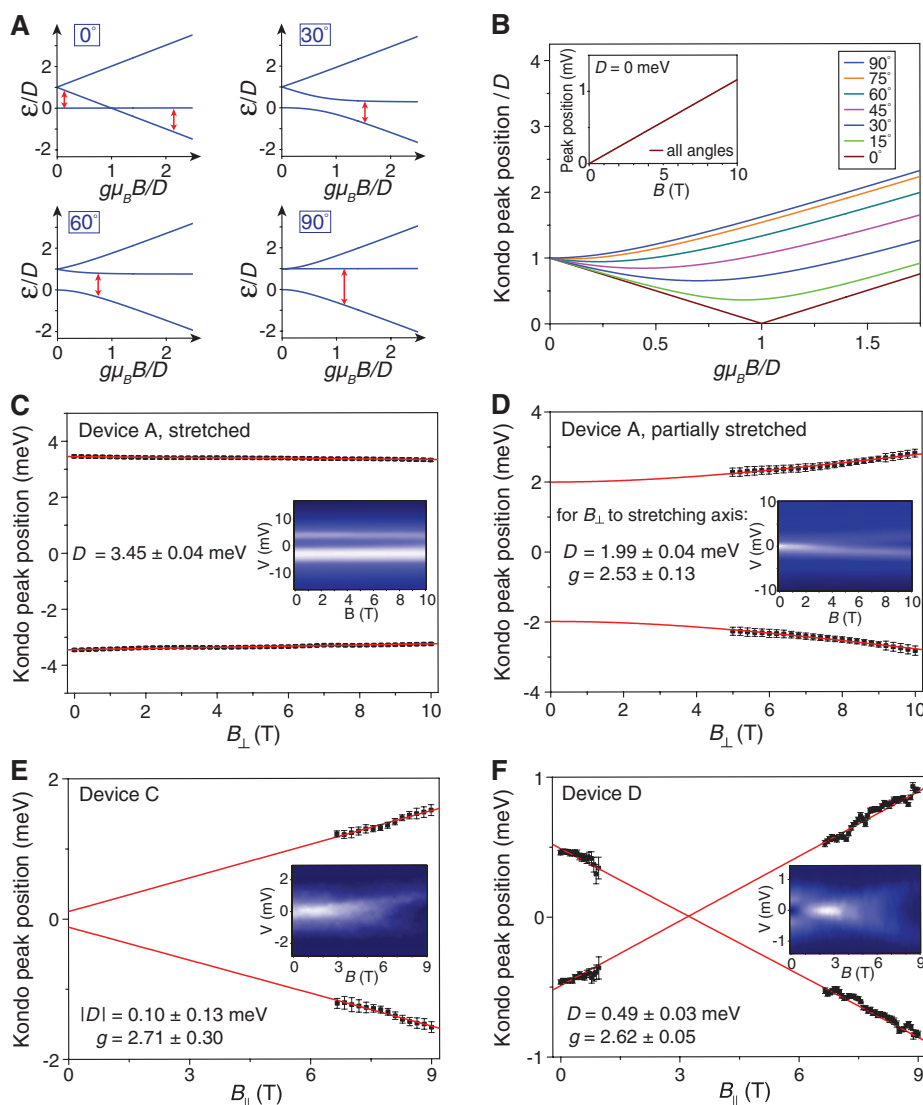 A
0°
30°
ε/D
2
0
-2
0
1
2
gμ_B B/D
ε/D
2
0
-2
0
1
2
gμ_B B/D
60°
90°
ε/D
2
0
-2
0
1
2
gμ_B B/D
ε/D
2
0
-2
0
1
2
gμ_B B/D
B
Kondo peak position / D
4
3
2
1
0
0
0.5
1
1.5
gμ_B B/D
D = 0 meV
Peak position (mV)
1
0
0
10
B (T)
all angles
90°
75°
60°
45°
30°
15°
0°
C
Device A, stretched
Kondo peak position (meV)
4
2
0
-2
-4
D = 3.45 ± 0.04 meV
V (mV)
10
0
-10
0 2 4 6 8 10
B (T)
0
2
4
6
8
10
B⊥ (T)
D
Device A, partially stretched
Kondo peak position (meV)
4
2
0
-2
-4
for B⊥ to stretching axis:
D = 1.99 ± 0.04 meV
g = 2.53 ± 0.13
V (mV)
10
0
-10
0 2 4 6 8 10
B (T)
0
2
4
6
8
10
B⊥ (T)
E
Device C
Kondo peak position (meV)
2
0
-2
|D| = 0.10 ± 0.13 meV
g = 2.71 ± 0.30
V (mV)
2
0
-2
0 3 6 9
B (T)
0
3
6
9
B∥ (T)
F
Device D
Kondo peak position (meV)
1
0
-1
D = 0.49 ± 0.03 meV
g = 2.62 ± 0.05
V (mV)
1
0
-1
0 3 6 9
B (T)
0
3
6
9
B∥ (T)